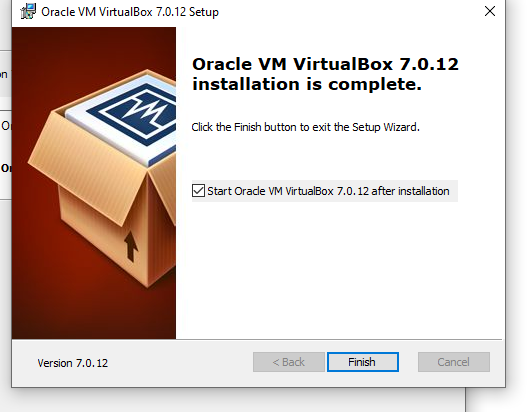 Oracle VM VirtualBox 7.0.12 Setup
Oracle VM VirtualBox 7.0.12
installation is complete.
Click the Finish button to exit the Setup Wizard.
Start Oracle VM VirtualBox 7.0.12 after installation
Version 7.0.12
< Back
Finish
Cancel